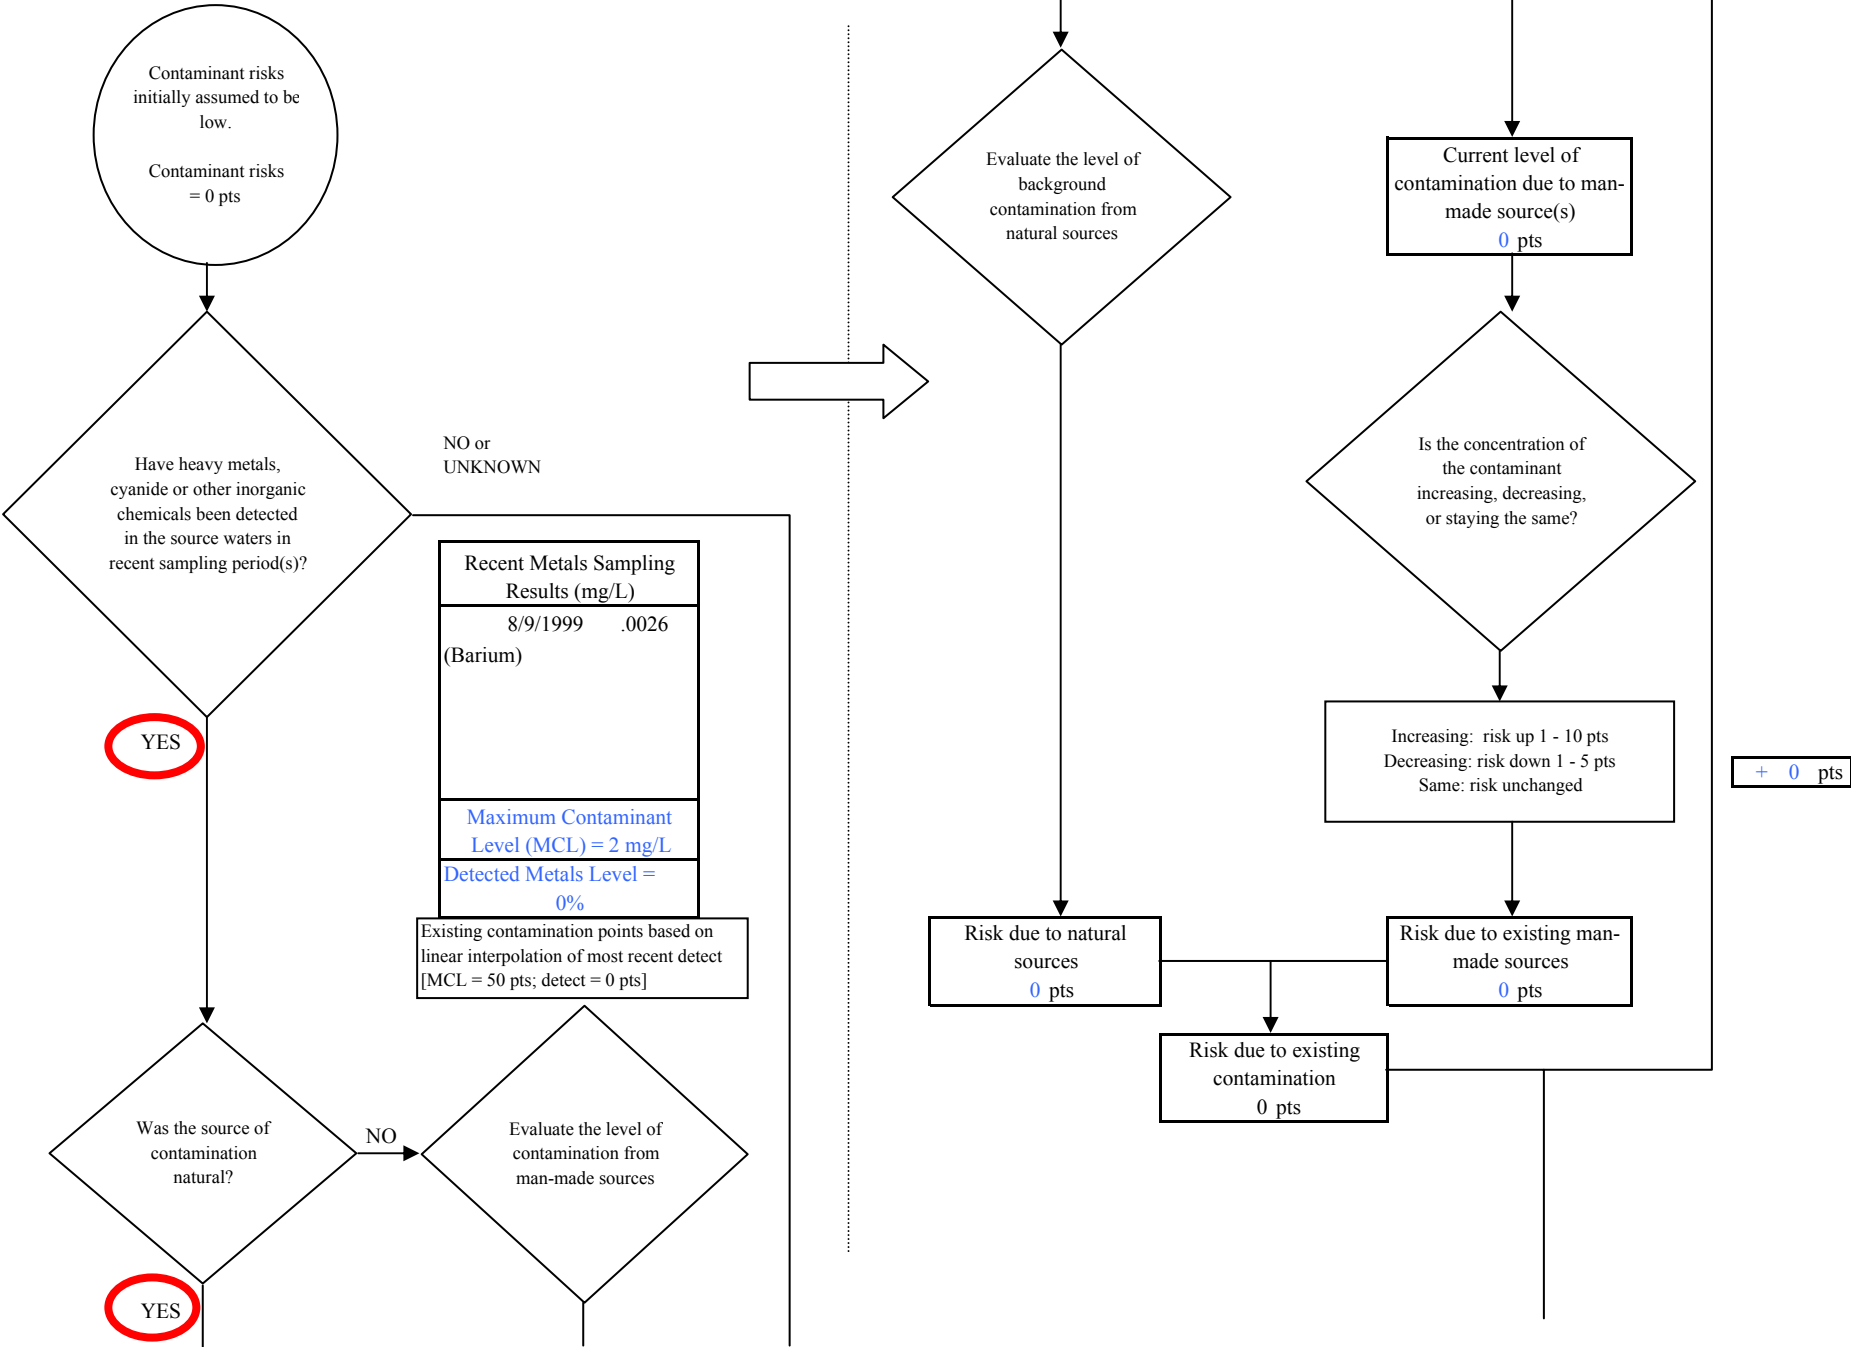 Contaminant risks
initially assumed to be
low.
Contaminant risks
= 0 pts
Have heavy metals,
cyanide or other inorganic
chemicals been detected
in the source waters in
recent sampling period(s)?
NO or
UNKNOWN
YES
Recent Metals Sampling
Results (mg/L)
8/9/1999 .0026
(Barium)
Maximum Contaminant
Level (MCL) = 2 mg/L
Detected Metals Level =
0%
Existing contamination points based on
linear interpolation of most recent detect
[MCL = 50 pts; detect = 0 pts]
Was the source of
contamination
natural?
NO
Evaluate the level of
contamination from
man-made sources
YES
Evaluate the level of
background
contamination from
natural sources
Current level of
contamination due to man-
made source(s)
0 pts
Is the concentration of
the contaminant
increasing, decreasing,
or staying the same?
Increasing: risk up 1 - 10 pts
Decreasing: risk down 1 - 5 pts
Same: risk unchanged
+ 0 pts
Risk due to natural
sources
0 pts
Risk due to existing man-
made sources
0 pts
Risk due to existing
contamination
0 pts